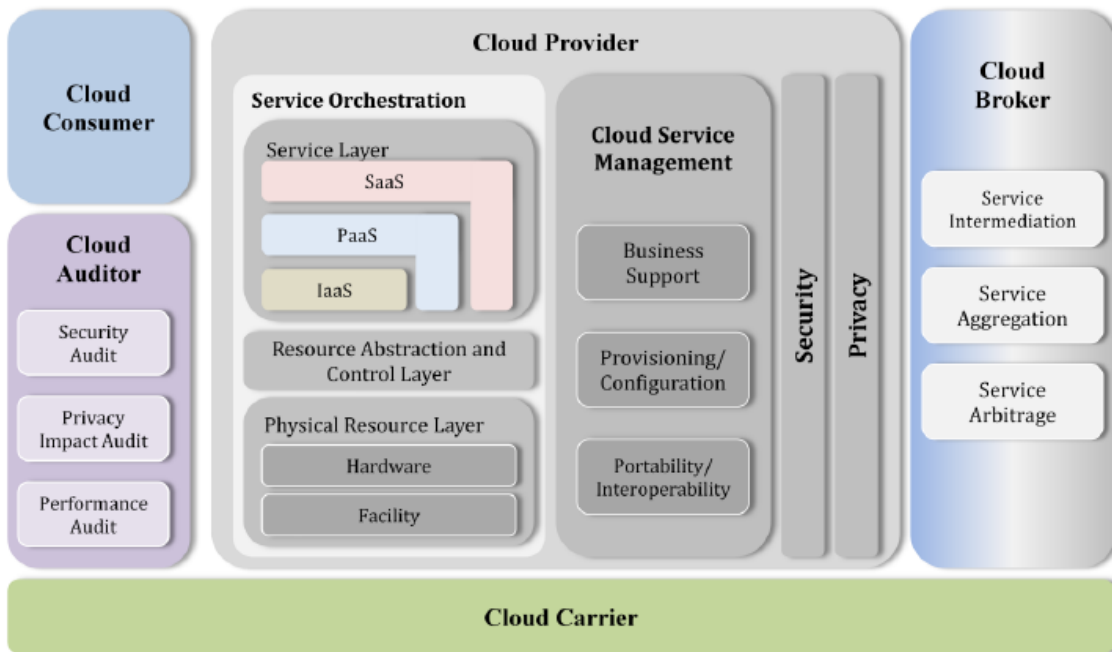 Cloud
Consumer
Cloud
Auditor
Security
Audit
Privacy
Impact Audit
Performance
Audit
Cloud Provider
Service Orchestration
Service Layer
SaaS
PaaS
IaaS
Resource Abstraction and
Control Layer
Physical Resource Layer
Hardware
Facility
Cloud Service
Management
Business
Support
Provisioning/
Configuration
Portability/
Interoperability
Security
Privacy
Cloud
Broker
Service
Intermediation
Service
Aggregation
Service
Arbitrage
Cloud Carrier